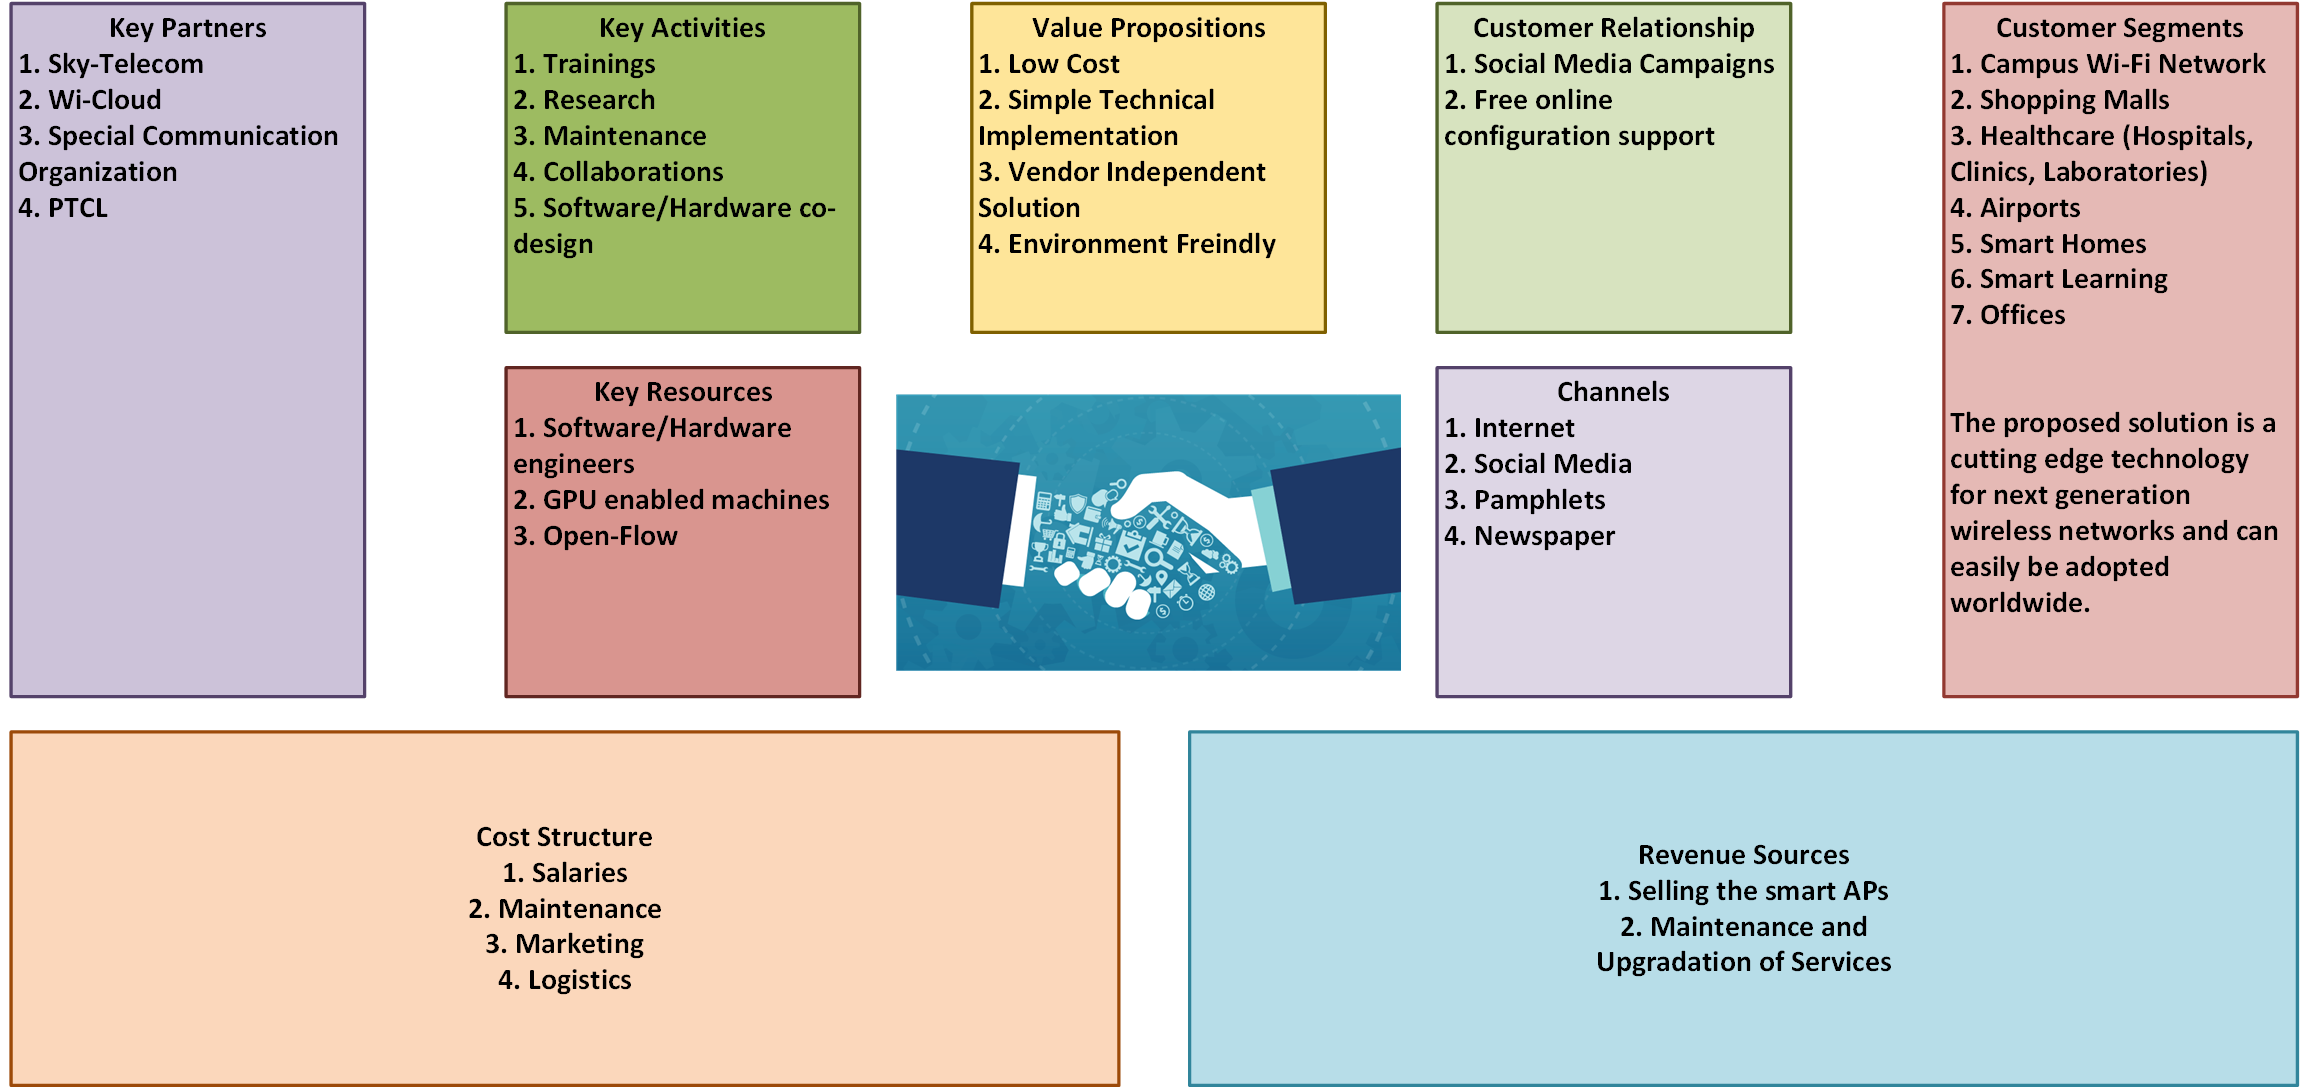 Key Partners
1. Sky-Telecom
2. Wi-Cloud
3. Special Communication
Organization
4. PTCL
Key Activities
1. Trainings
2. Research
3. Maintenance
4. Collaborations
5. Software/Hardware co-
design
Key Resources
1. Software/Hardware
engineers
2. GPU enabled machines
3. Open-Flow
Value Propositions
1. Low Cost
2. Simple Technical
Implementation
3. Vendor Independent
Solution
4. Environment Freindly
Customer Relationship
1. Social Media Campaigns
2. Free online
configuration support
Channels
1. Internet
2. Social Media
3. Pamphlets
4. Newspaper
Customer Segments
1. Campus Wi-Fi Network
2. Shopping Malls
3. Healthcare (Hospitals,
Clinics, Laboratories)
4. Airports
5. Smart Homes
6. Smart Learning
7. Offices
The proposed solution is a
cutting edge technology
for next generation
wireless networks and can
easily be adopted
worldwide.
Cost Structure
1. Salaries
2. Maintenance
3. Marketing
4. Logistics
Revenue Sources
1. Selling the smart APs
2. Maintenance and
Upgradation of Services